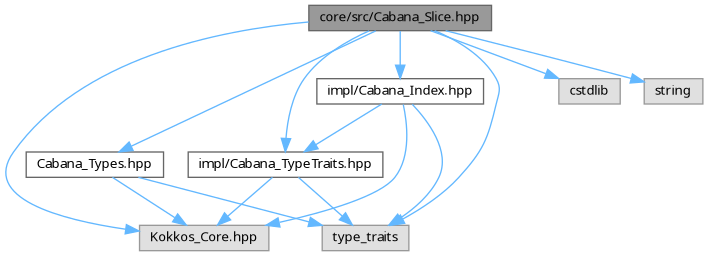 core/src/Cabana_Slice.hpp
impl/Cabana_Index.hpp
cstdlib
string
Cabana_Types.hpp
impl/Cabana_TypeTraits.hpp
Kokkos_Core.hpp
type_traits